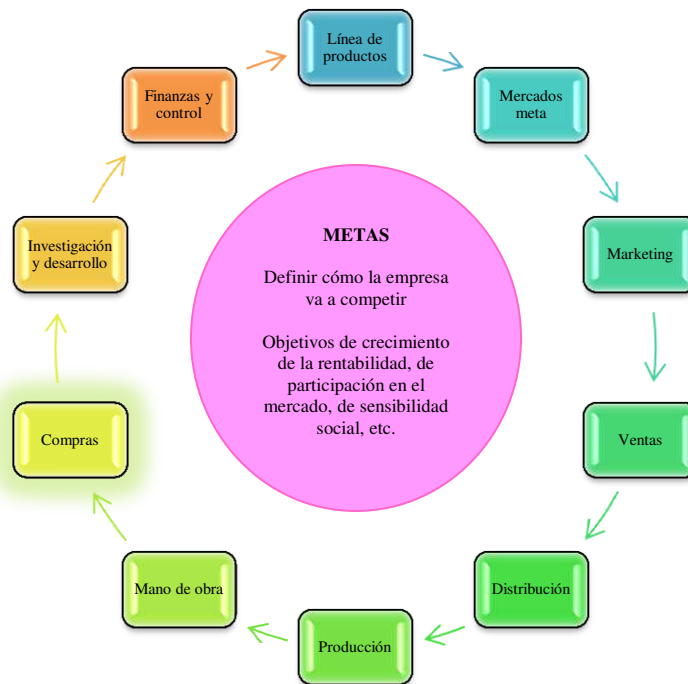 Línea de
productos
Mercados
meta
Marketing
Ventas
Distribución
Producción
Mano de obra
Compras
Investigación
y desarrollo
Finanzas y
control
METAS
Definir cómo la empresa
va a competir
Objetivos de crecimiento
de la rentabilidad, de
participación en el
mercado, de sensibilidad
social, etc.